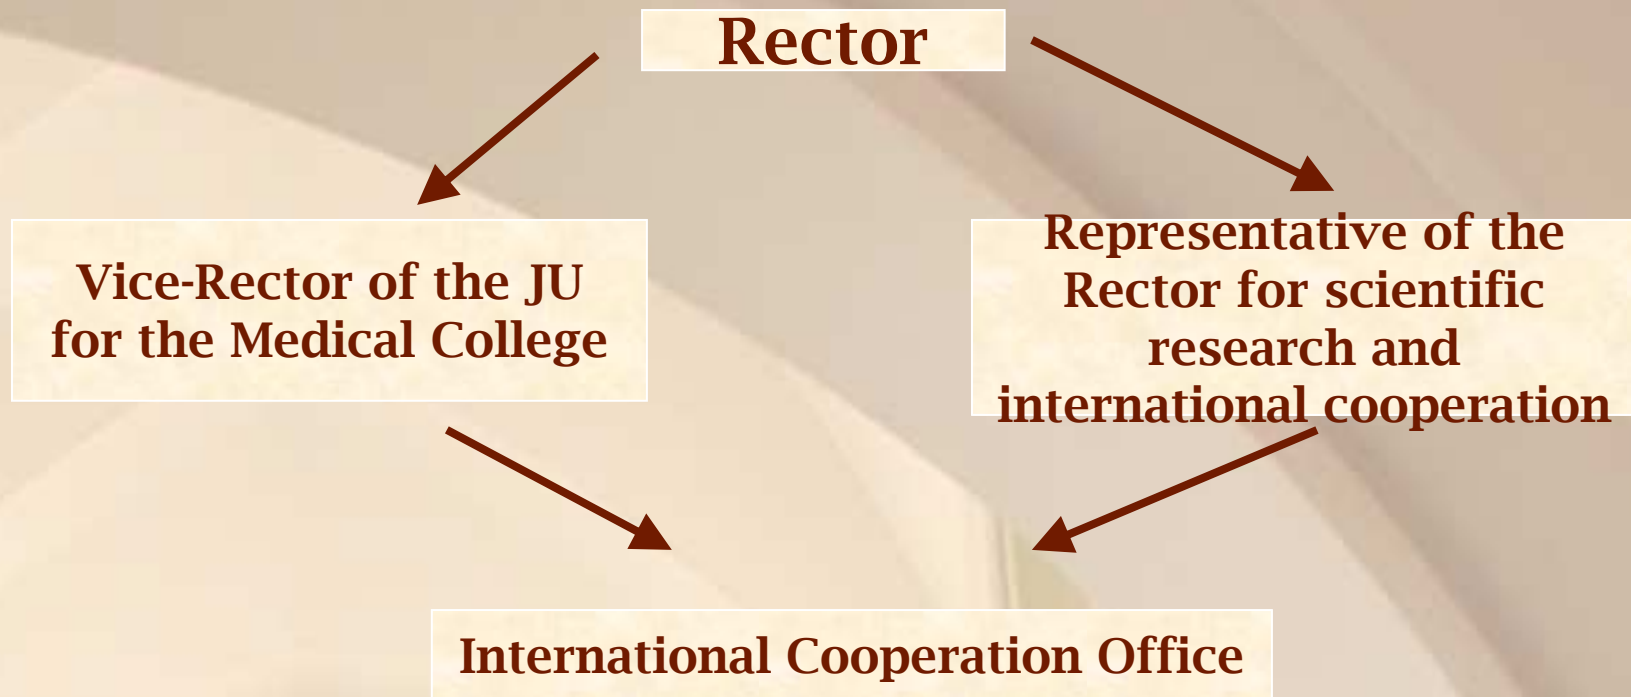 Rector
Vice-Rector of the JU
for the Medical College
Representative of the
Rector for scientific
research and
international cooperation
International Cooperation Office